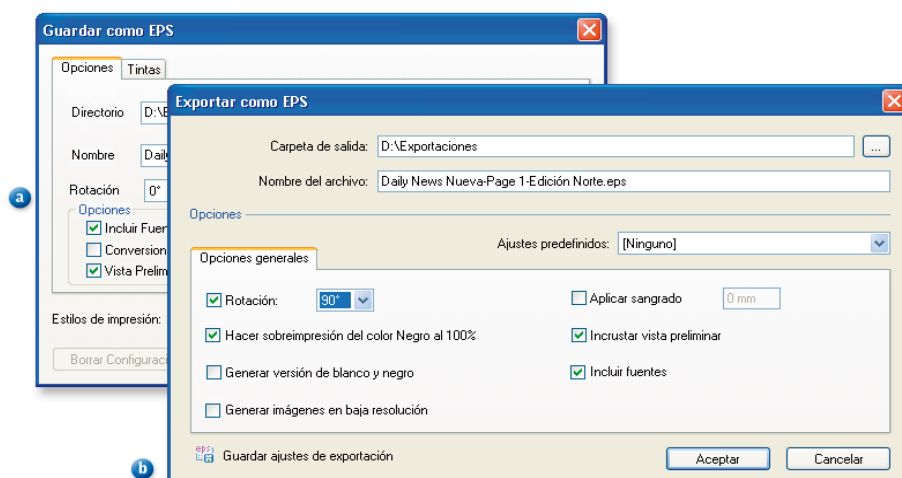 Guardar como EPS
Opciones Tintas
Directorio D:\E
Nombre Daily
Rotación 0°
a
Opciones
Incluir Fuen
Conversion
Vista Prelim
Estilos de impresión:
Borrar Configuraci
Exportar como EPS
Carpeta de salida: D:\Exportaciones ...
Nombre del archivo: Daily News Nueva-Page 1-Edición Norte.eps
Opciones
Ajustes predefinidos: [Ninguno]
Opciones generales
Rotación: 90° Aplicar sangrado 0 mm
Hacer sobreimpresión del color Negro al 100% Incrustar vista preliminar
Generar versión de blanco y negro Incluir fuentes
Generar imágenes en baja resolución
eps Guardar ajustes de exportación Aceptar Cancelar
b